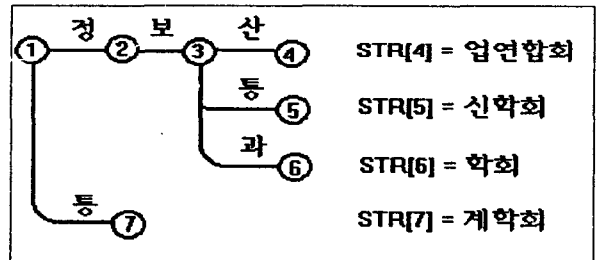 정 보 산
1 2 3 4 STR[4] = 업연합회
통
5 STR[5] = 신학회
과
6 STR[6] = 학회
통
7 STR[7] = 계학회